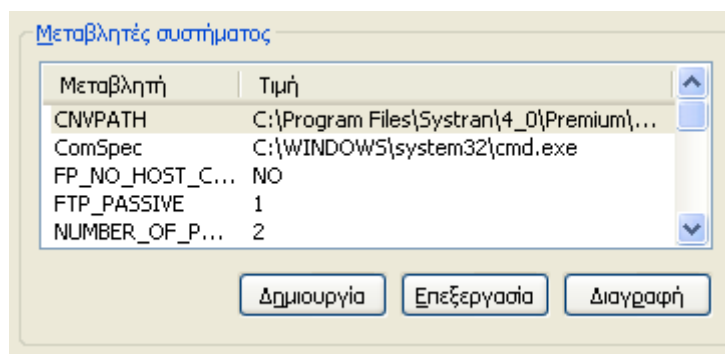 Μεταβλητές συστήματος
Μεταβλητή Τιμή
CNVPATH C:\Program Files\Systran\4_0\Premium\...
ComSpec C:\WINDOWS\system32\cmd.exe
FP_NO_HOST_C... NO
FTP_PASSIVE 1
NUMBER_OF_P... 2
Δημιουργία Επεξεργασία Διαγραφή